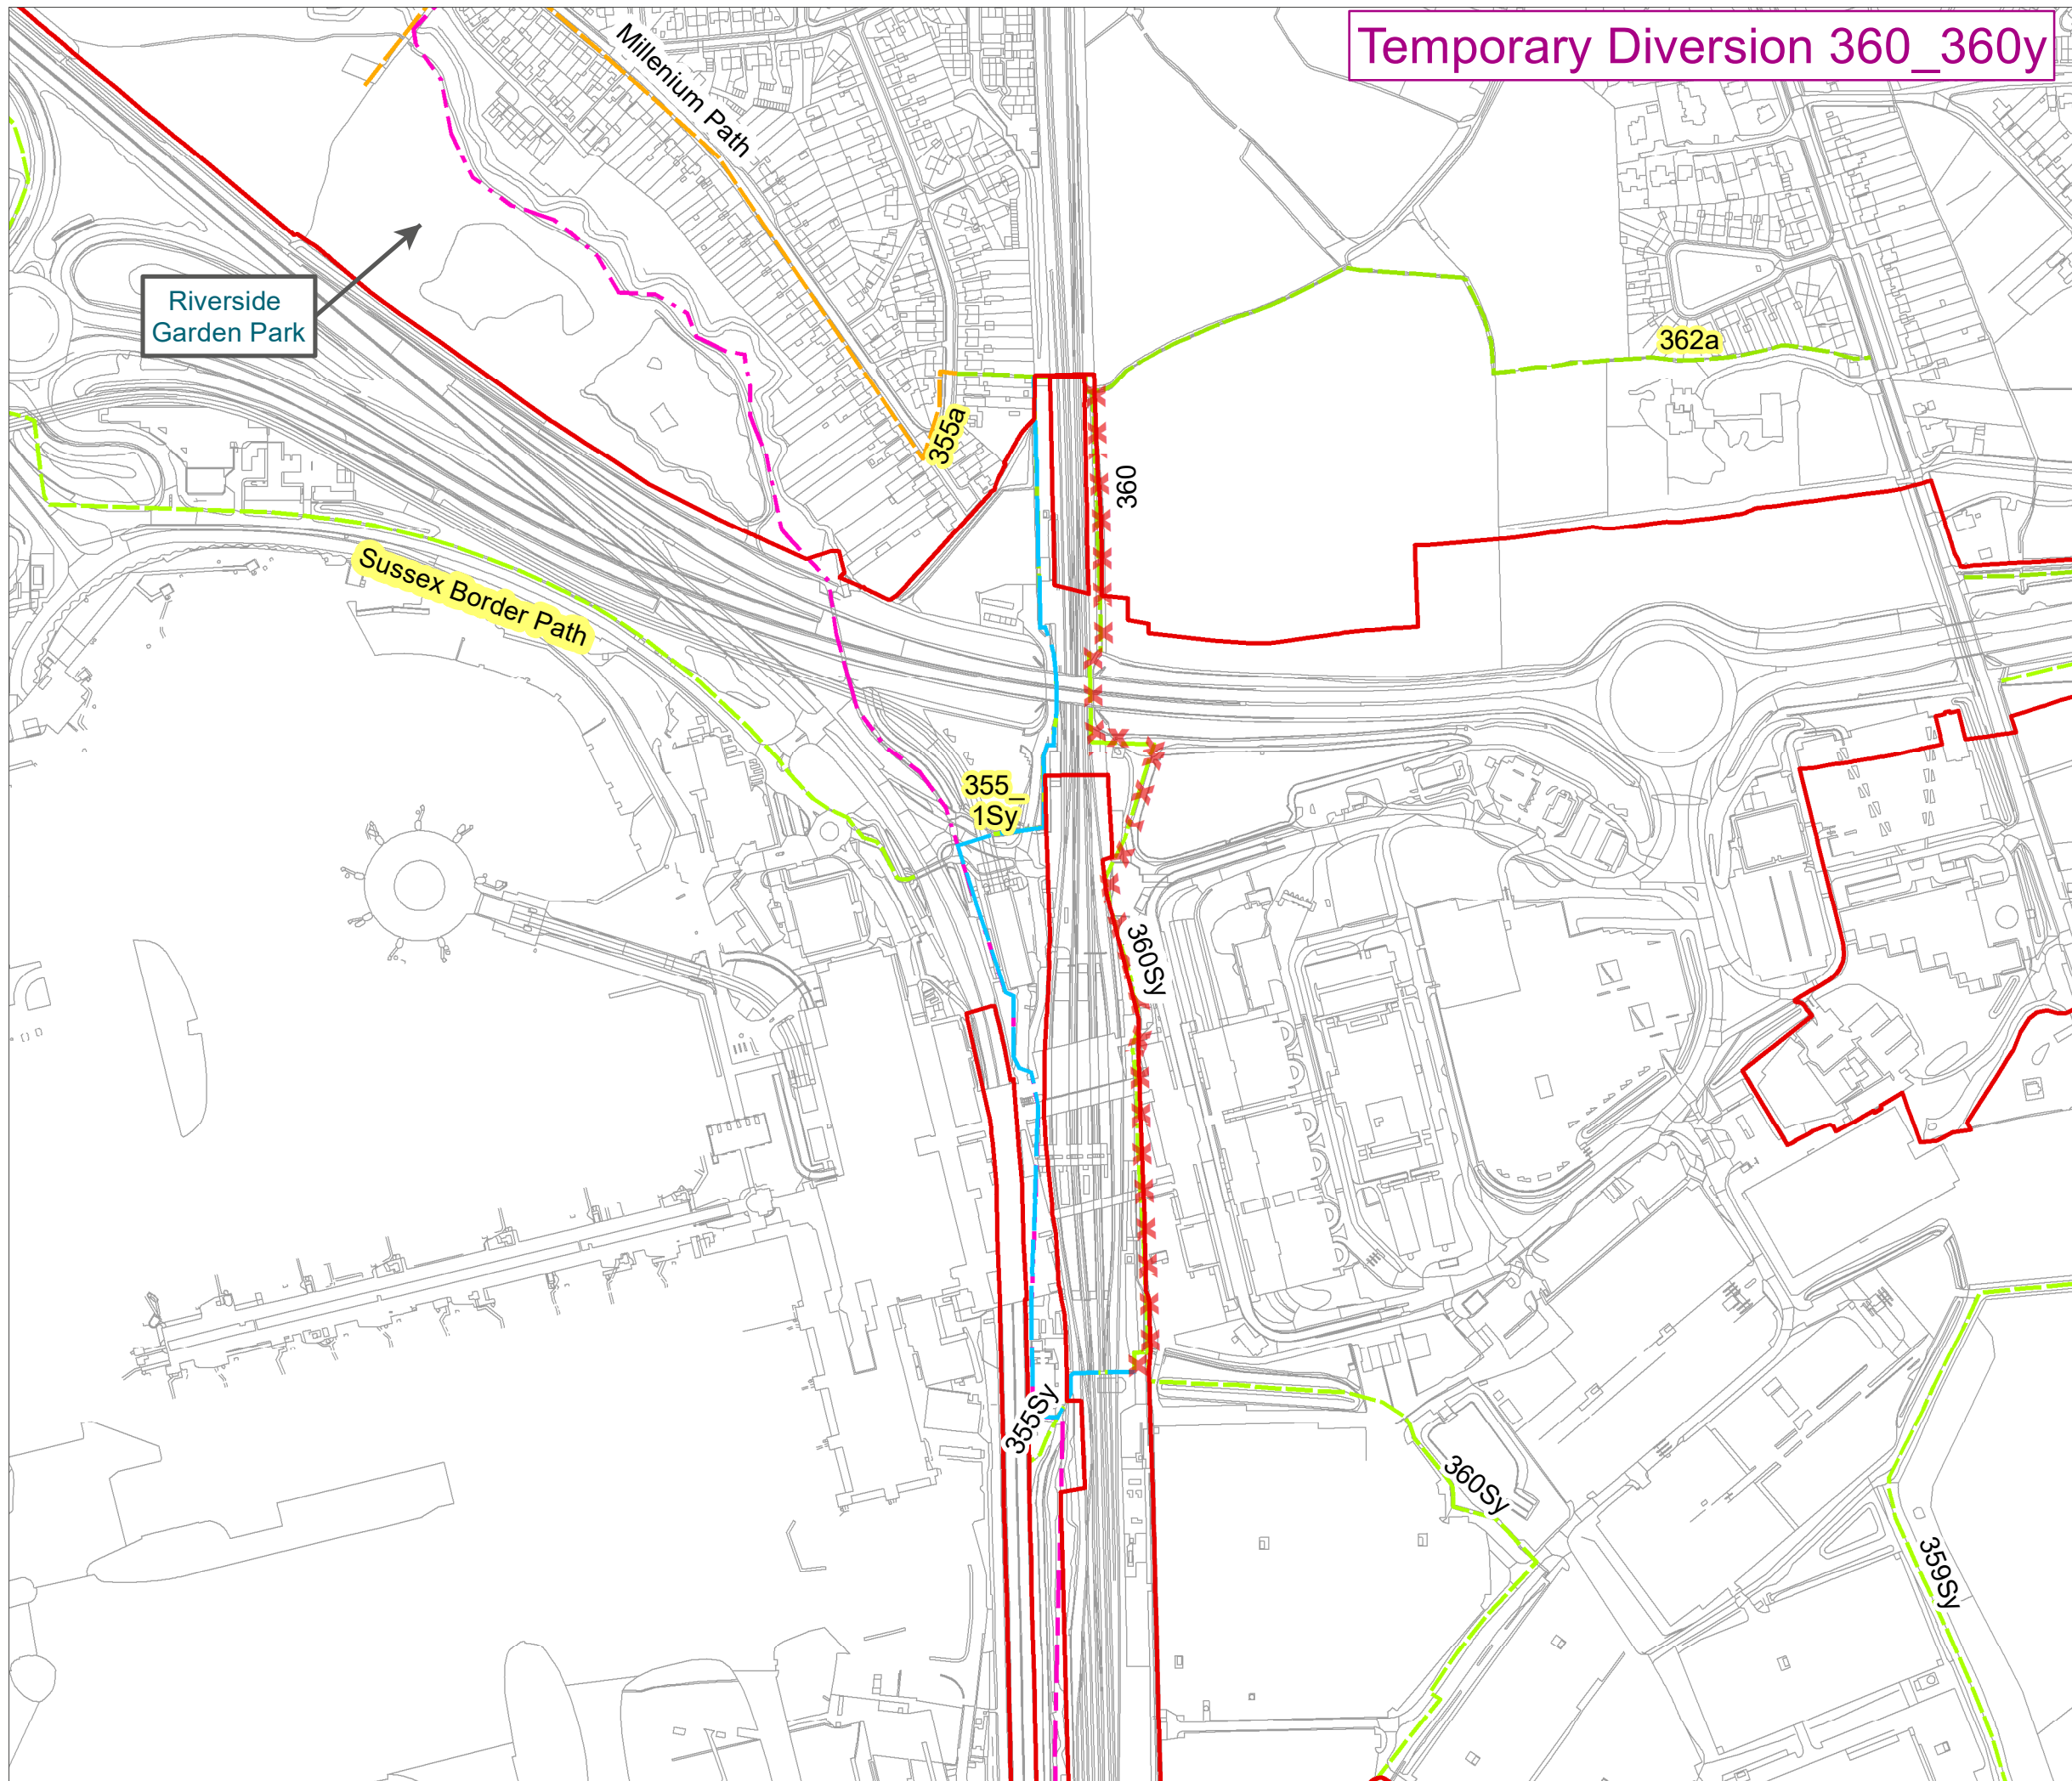 Temporary Diversion 360_360y
Millenium Path
Riverside
Garden Park
362a
355a
360
Sussex Border Path
355_
1Sy
360Sy
355Sy
360Sy
359Sy